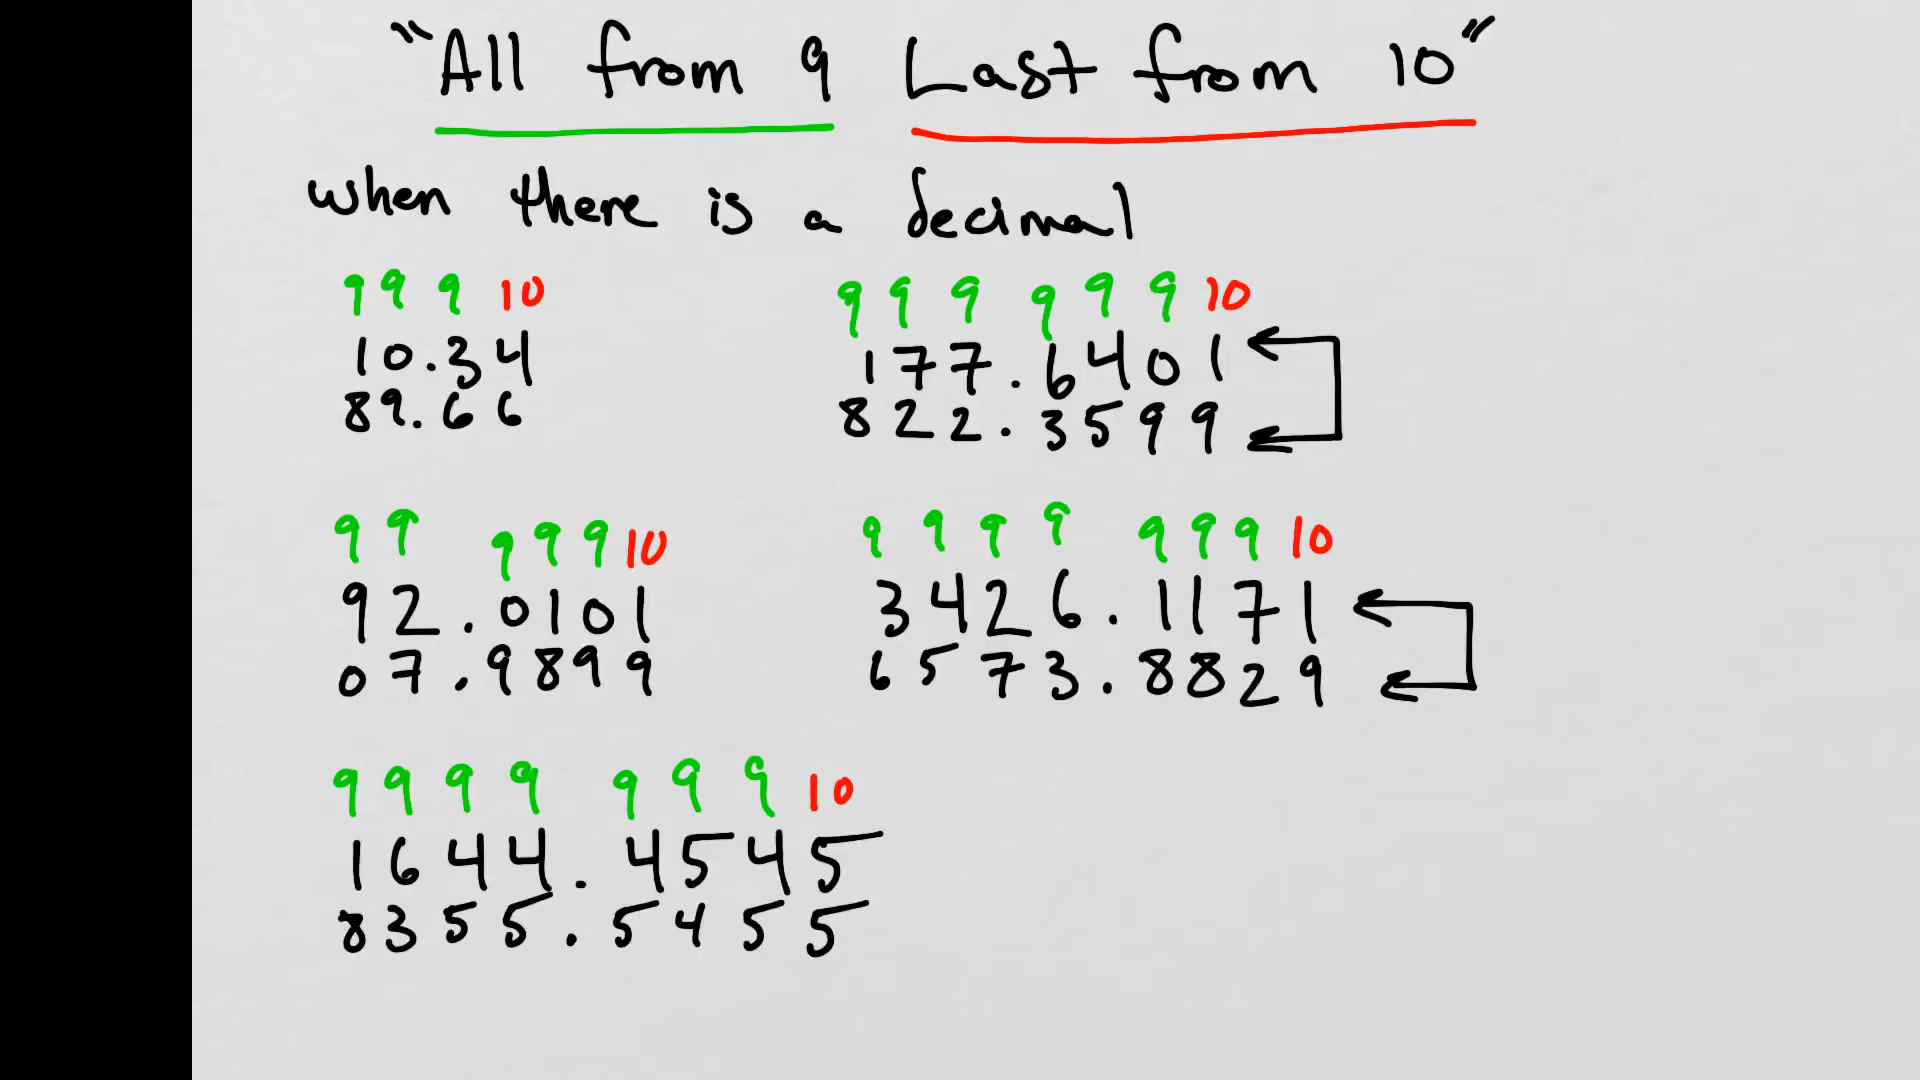 "All from 9 Last from 10"
when there is a decimal
9 9 9 10
10.34
89.66
9 9 9 9 9 9 10
177.6401
822.3599
9 9 9 9 9 10
92.0101
07.9899
9 9 9 9 9 9 9 10
3426.1171
6573.8829
9 9 9 9 9 9 9 10
1644.4545
8355.5455